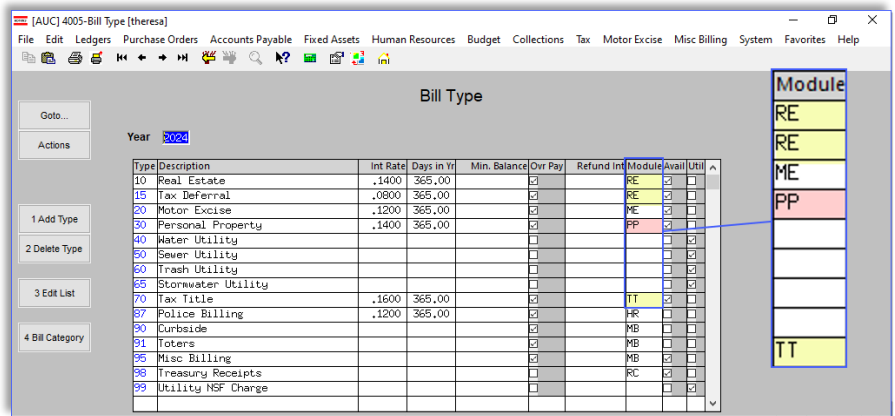 [AUC] 4005-Bill Type [theresa]
File Edit Ledgers Purchase Orders Accounts Payable Fixed Assets Human Resources Budget Collections Tax Motor Excise Misc Billing System Favorites Help
Bill Type
Goto...
Actions
1 Add Type
2 Delete Type
3 Edit List
4 Bill Category
Year 2024
Type Description Int Rate Days in Yr Min. Balance Ovr Pay Refund Int Module Avail Util
10 Real Estate .1400 365.00 RE
15 Tax Deferral .0800 365.00 RE
20 Motor Excise .1200 365.00 ME
30 Personal Property .1400 365.00 PP
40 Water Utility
50 Sewer Utility
60 Trash Utility
65 Stormwater Utility
70 Tax Title .1600 365.00 TT
87 Police Billing .1200 365.00 HR
90 Curbside MB
91 Toters MB
95 Misc Billing MB
98 Treasury Receipts RC
99 Utility NSF Charge
Module
RE
RE
ME
PP
TT